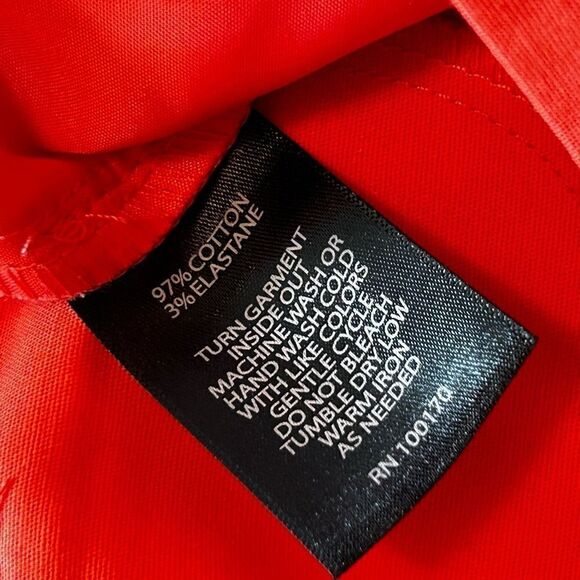 97% COTTON
3% ELASTANE
TURN GARMENT
INSIDE OUT
MACHINE WASH OR
HAND WASH COLD
WITH LIKE COLORS
GENTLE CYCLE
DO NOT BLEACH
TUMBLE DRY LOW
WARM IRON
AS NEEDED
RN 100170